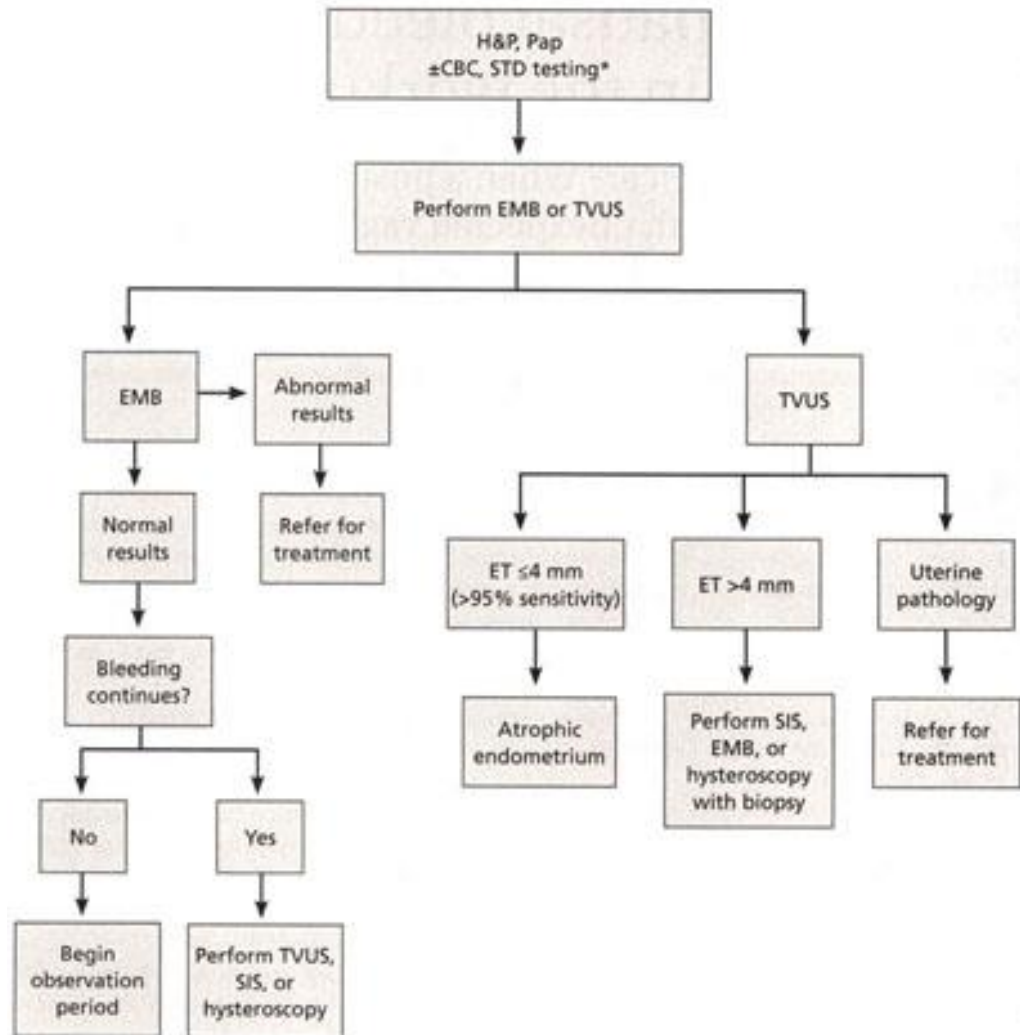 H&P, Pap
±CBC, STD testing*
Perform EMB or TVUS
EMB
Abnormal
results
TVUS
Normal
results
Refer for
treatment
ET ≤4 mm
(>95% sensitivity)
ET >4 mm
Uterine
pathology
Bleeding
continues?
Atrophic
endometrium
Perform SIS,
EMB, or
hysteroscopy
with biopsy
Refer for
treatment
No
Yes
Begin
observation
period
Perform TVUS,
SIS, or
hysteroscopy